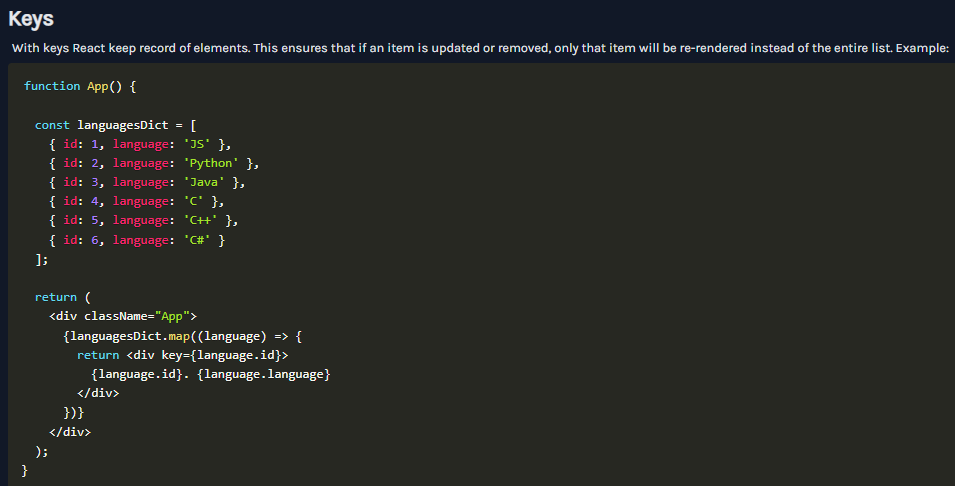 Keys
With keys React keep record of elements. This ensures that if an item is updated or removed, only that item will be re-rendered instead of the entire list. Example:
function App() {
const languagesDict = [
{ id: 1, language: 'JS' },
{ id: 2, language: 'Python' },
{ id: 3, language: 'Java' },
{ id: 4, language: 'C' },
{ id: 5, language: 'C++' },
{ id: 6, language: 'C#' }
];
return (
<div className="App">
{languagesDict.map((language) => {
return <div key={language.id}>
{language.id}. {language.language}
</div>
})}
</div>
);
}